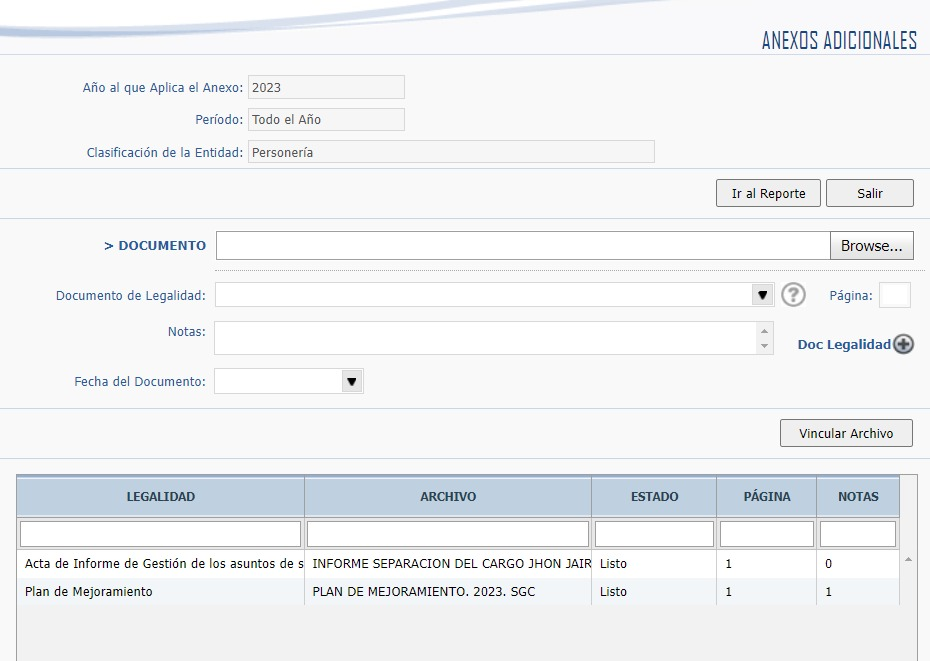 ANEXOS ADICIONALES
Año al que Aplica el Anexo: 2023
Período: Todo el Año
Clasificación de la Entidad: Personería
Ir al Reporte Salir
> DOCUMENTO Browse...
Documento de Legalidad: ? Página:
Notas:
Doc Legalidad
Fecha del Documento:
Vincular Archivo
LEGALIDAD ARCHIVO ESTADO PÁGINA NOTAS
Acta de Informe de Gestión de los asuntos de s INFORME SEPARACION DEL CARGO JHON JAIR Listo 1 0
Plan de Mejoramiento PLAN DE MEJORAMIENTO. 2023. SGC Listo 1 1